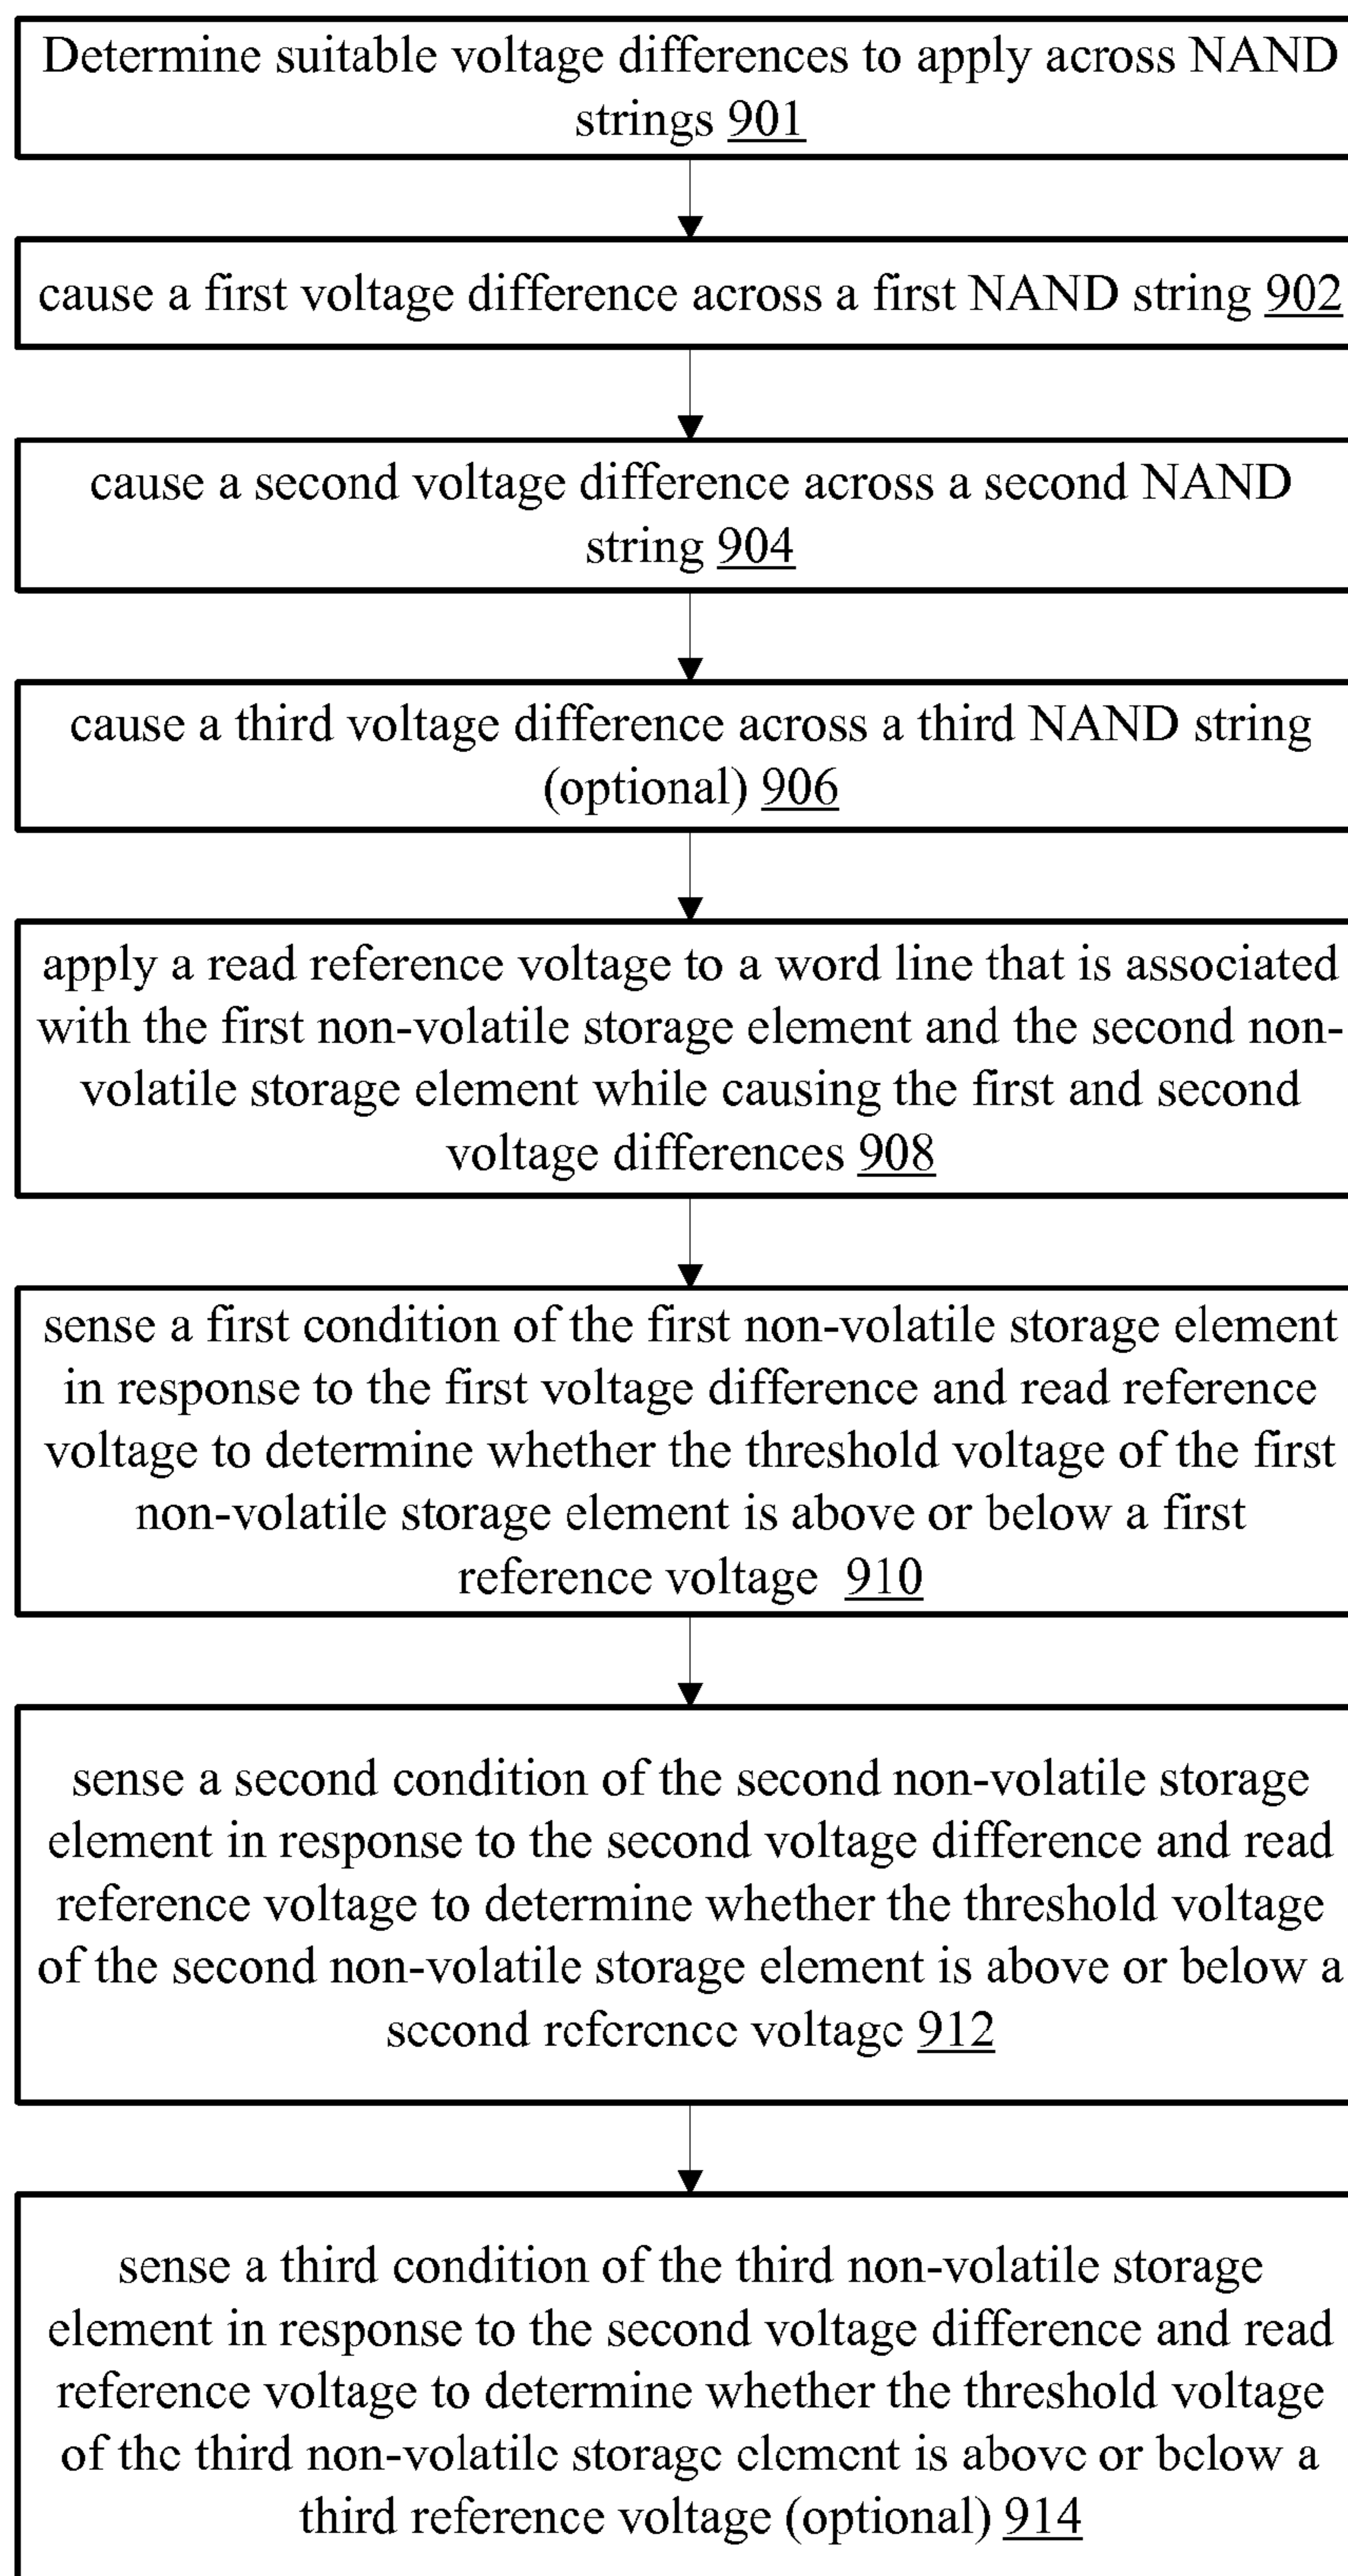 Determine suitable voltage differences to apply across NAND
strings 901
cause a first voltage difference across a first NAND string 902
cause a second voltage difference across a second NAND
string 904
cause a third voltage difference across a third NAND string
(optional) 906
apply a read reference voltage to a word line that is associated
with the first non-volatile storage element and the second non-
volatile storage element while causing the first and second
voltage differences 908
sense a first condition of the first non-volatile storage element
in response to the first voltage difference and read reference
voltage to determine whether the threshold voltage of the first
non-volatile storage element is above or below a first
reference voltage 910
sense a second condition of the second non-volatile storage
element in response to the second voltage difference and read
reference voltage to determine whether the threshold voltage
of the second non-volatile storage element is above or below a
second reference voltage 912
sense a third condition of the third non-volatile storage
element in response to the second voltage difference and read
reference voltage to determine whether the threshold voltage
of the third non-volatile storage element is above or below a
third reference voltage (optional) 914